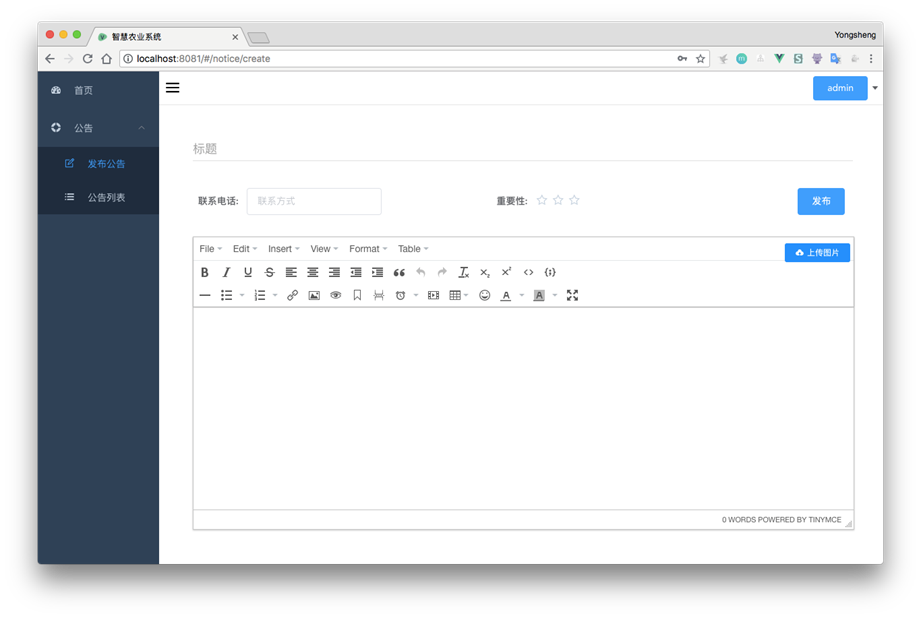 智慧农业系统
Yongsheng
localhost:8081/#/notice/create
首页
admin
公告
发布公告
公告列表
标题
联系电话: 联系方式 重要性: 发布
File Edit Insert View Format Table
上传图片
0 WORDS POWERED BY TINYMCE